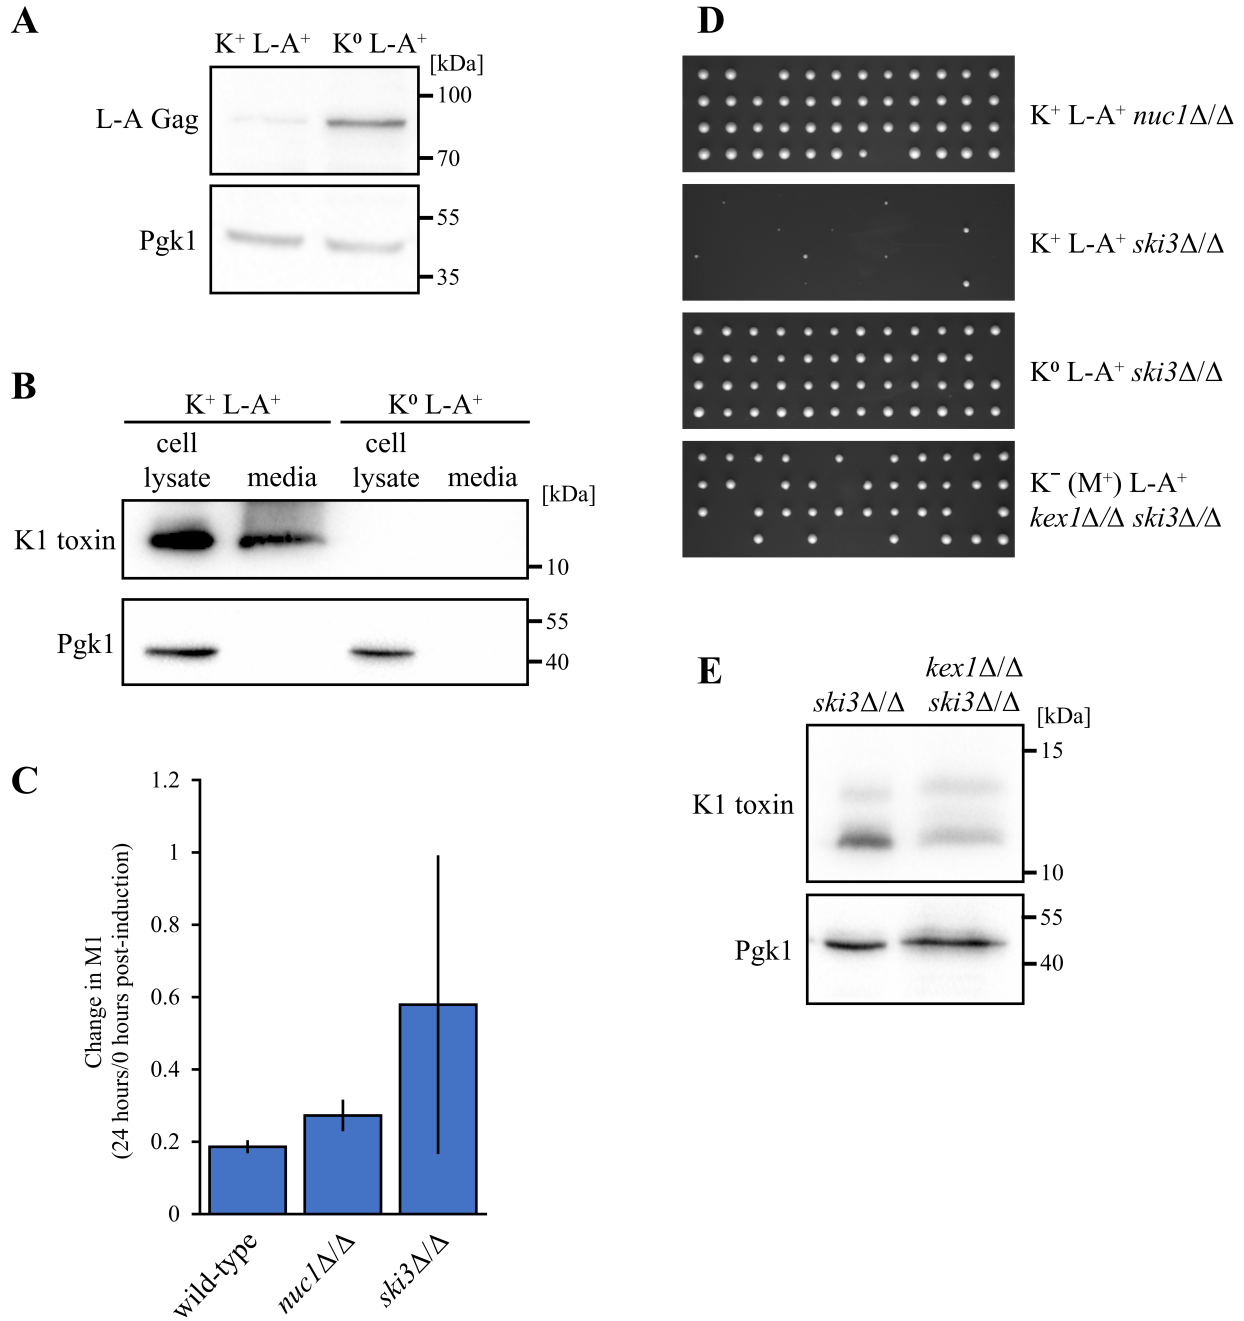 A
K⁺ L-A⁺ K⁰ L-A⁺
[kDa]
L-A Gag
100
70
Pgk1
55
35
B
K⁺ L-A⁺ K⁰ L-A⁺
cell lysate media cell lysate media
[kDa]
K1 toxin
10
Pgk1
55
40
C
Change in M1
(24 hours/0 hours post-induction)
1.2
1
0.8
0.6
0.4
0.2
0
wild-type
nuc1Δ/Δ
ski3Δ/Δ
D
K⁺ L-A⁺ nuc1Δ/Δ
K⁺ L-A⁺ ski3Δ/Δ
K⁰ L-A⁺ ski3Δ/Δ
K⁻ (M⁺) L-A⁺
kex1Δ/Δ ski3Δ/Δ
E
kex1Δ/Δ
ski3Δ/Δ ski3Δ/Δ
[kDa]
K1 toxin
15
10
Pgk1
55
40